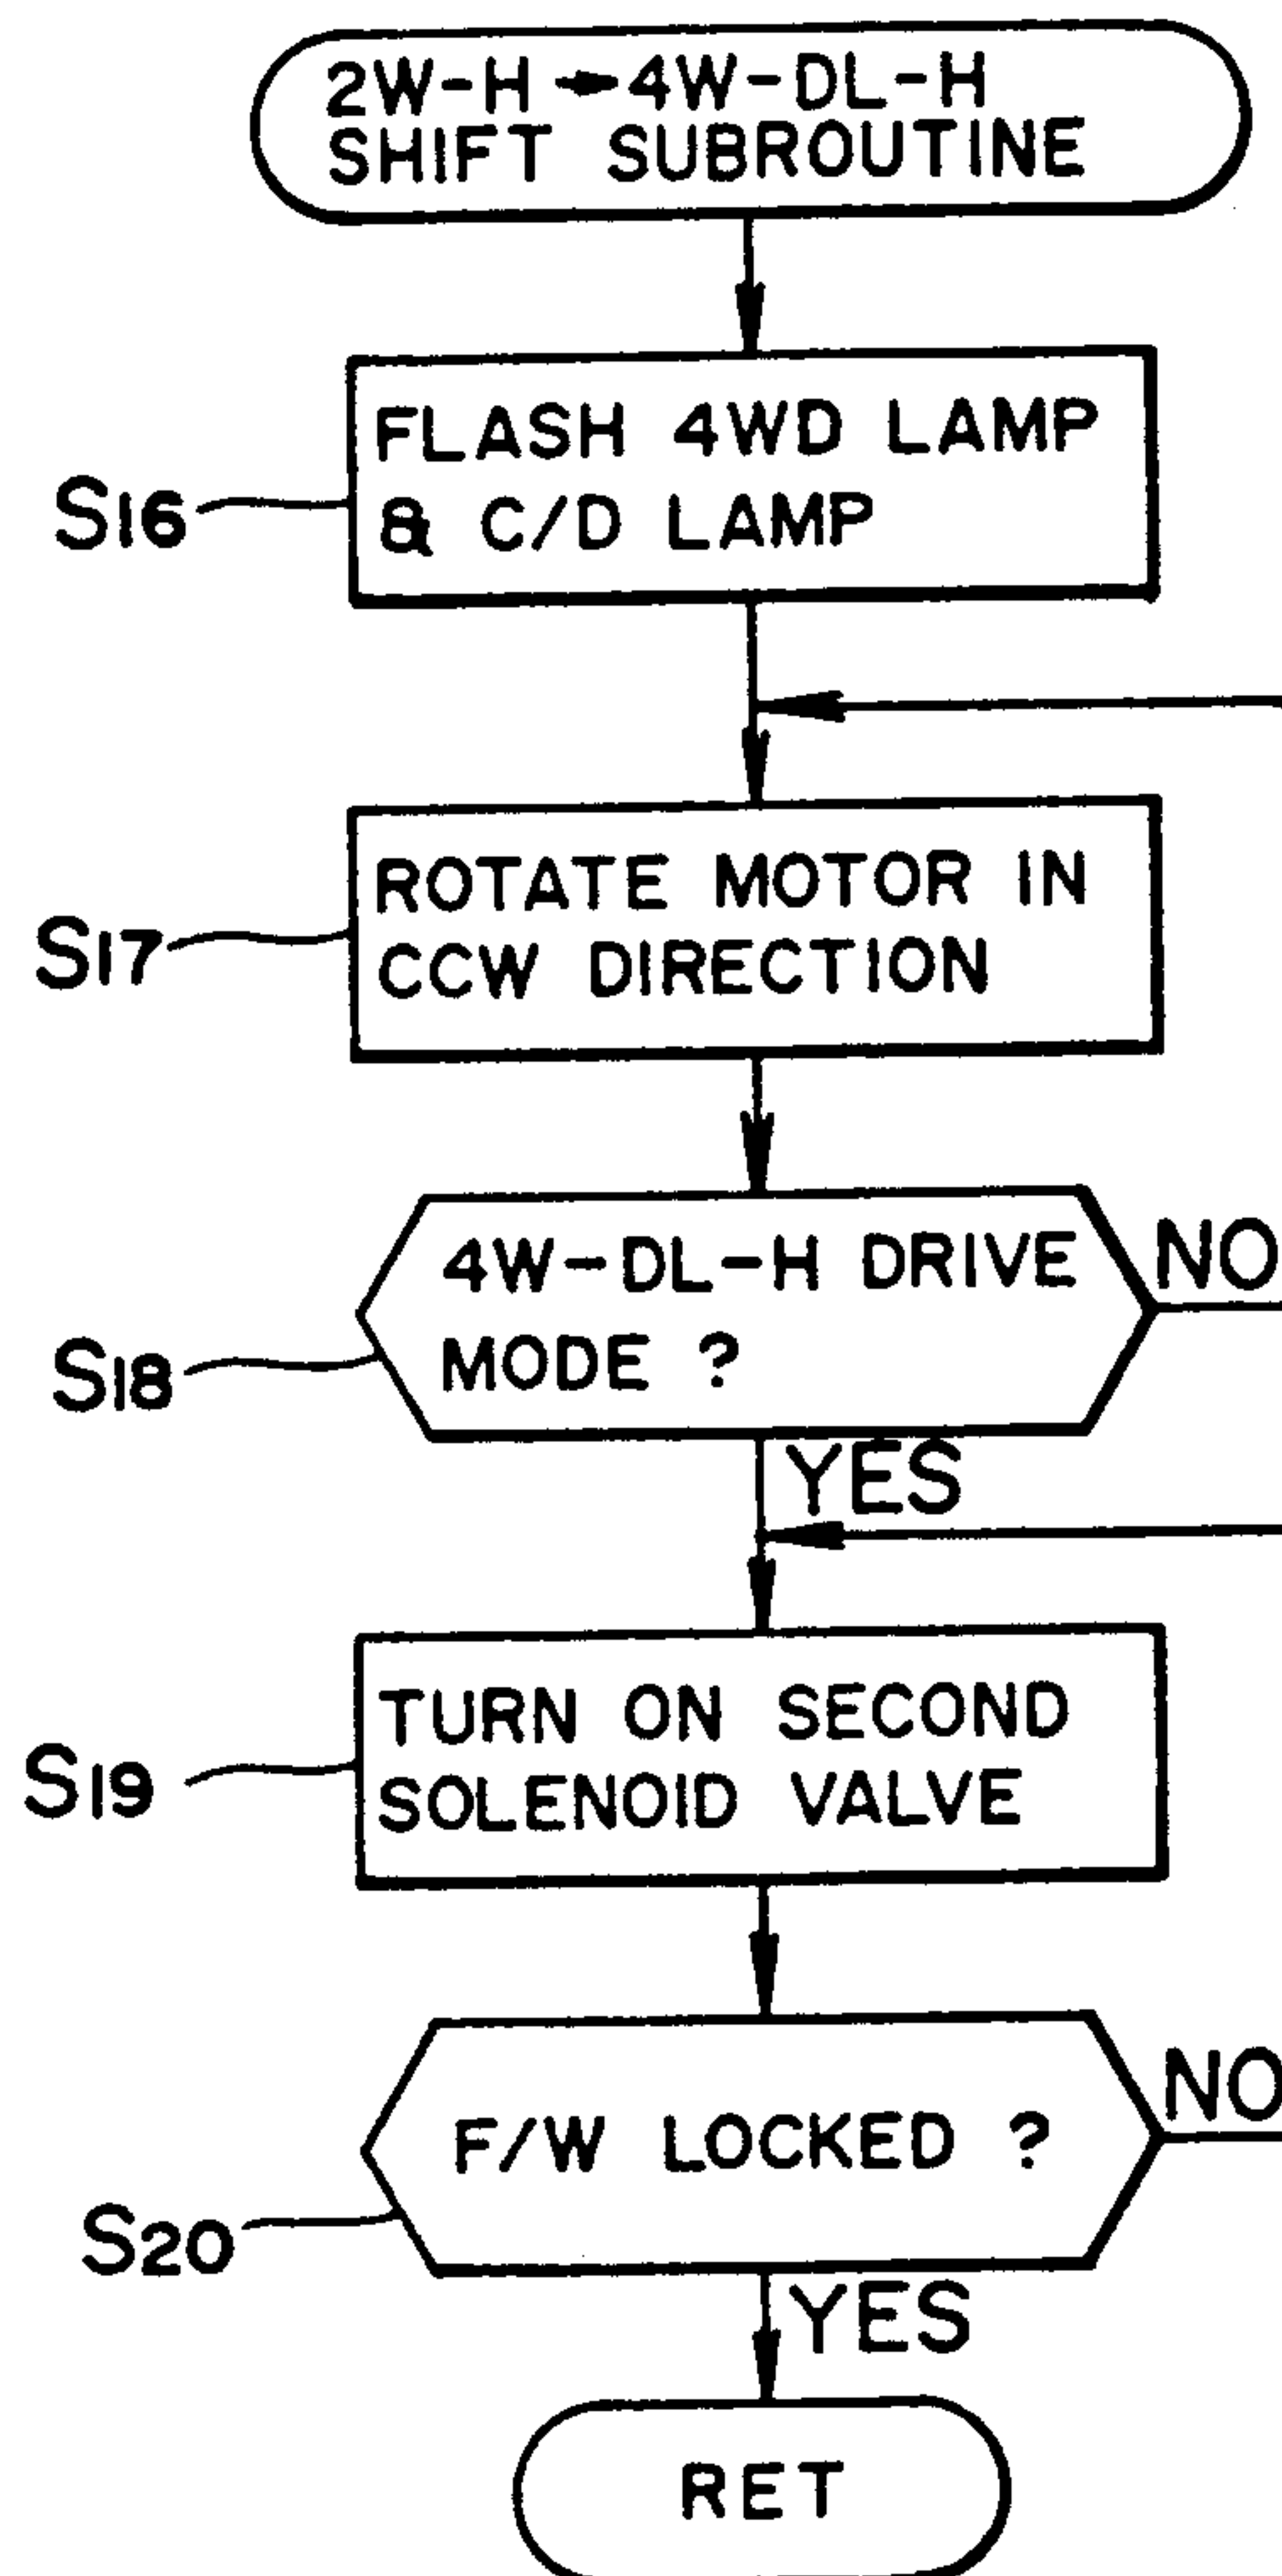 2W-H→4W-DL-H
SHIFT SUBROUTINE
FLASH 4WD LAMP
& C/D LAMP
S16
ROTATE MOTOR IN
CCW DIRECTION
S17
4W-DL-H DRIVE
MODE ?
NO
S18
YES
TURN ON SECOND
SOLENOID VALVE
S19
F/W LOCKED ?
NO
S20
YES
RET